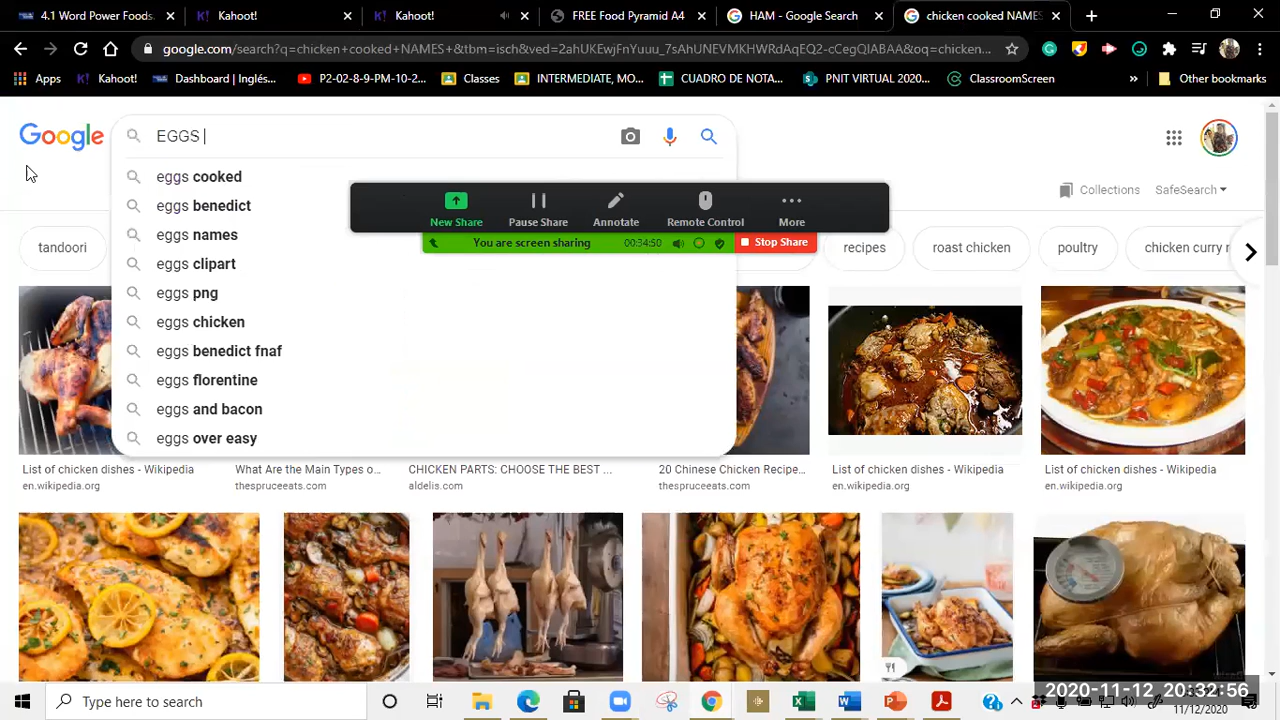 4.1 Word Power Foods
Kahoot!
Kahoot!
FREE Food Pyramid A4
HAM - Google Search
chicken cooked NAMES
google.com/search?q=chicken+cooked+NAMES+&tbm=isch&ved=2ahUKEwjFnYuuu_7sAhUNEVMKHWRdAqEQ2-cCegQIABAA&oq=chicken...
Apps
Kahoot!
Dashboard | Inglés...
P2-02-8-9-PM-10-2...
Classes
INTERMEDIATE, MO...
CUADRO DE NOTA...
PNIT VIRTUAL 2020...
ClassroomScreen
»
Other bookmarks
Google
EGGS
eggs cooked
eggs benedict
eggs names
eggs clipart
eggs png
eggs chicken
eggs benedict fnaf
eggs florentine
eggs and bacon
eggs over easy
New Share
Pause Share
Annotate
Remote Control
More
You are screen sharing
00:34:50
Stop Share
Collections
SafeSearch
tandoori
recipes
roast chicken
poultry
chicken curry r
List of chicken dishes - Wikipedia
en.wikipedia.org
What Are the Main Types o...
thespruceeats.com
CHICKEN PARTS: CHOOSE THE BEST ...
aldelis.com
20 Chinese Chicken Recipe...
thespruceeats.com
List of chicken dishes - Wikipedia
en.wikipedia.org
List of chicken dishes - Wikipedia
en.wikipedia.org
Type here to search
2020-11-12 20:32:56
11/12/2020